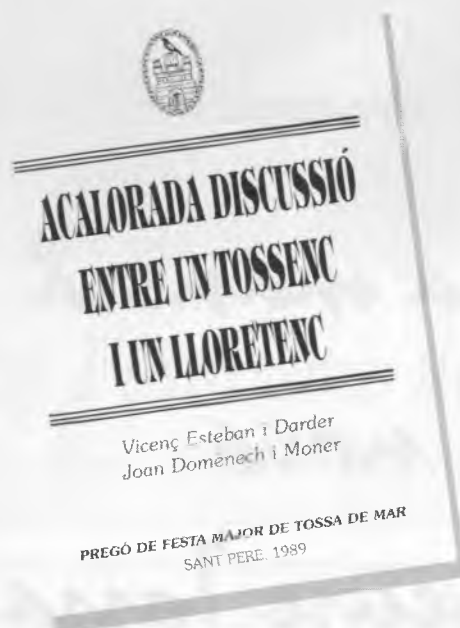 ACALORADA DISCUSSIÓ
ENTRE UN TOSSENC
I UN LLORETENC
Vicenç Esteban i Darder
Joan Domènech i Moner
PREGÓ DE FESTA MAJOR DE TOSSA DE MAR
SANT PERE. 1989